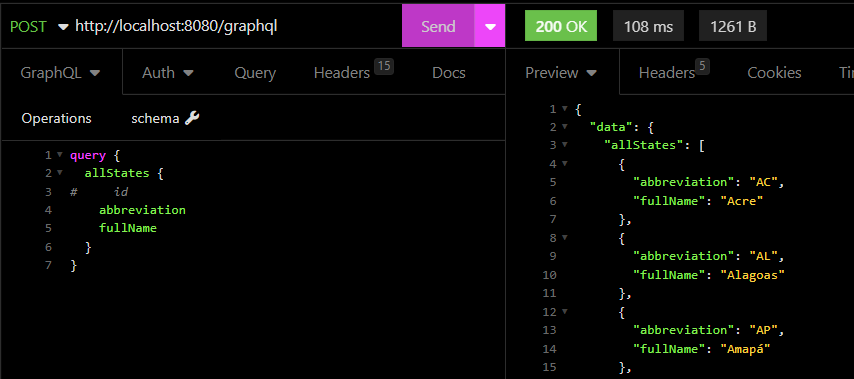 POST http://localhost:8080/graphql Send 200 OK 108 ms 1261 B
GraphQL Auth Query Headers 15 Docs Preview Headers 5 Cookies Tim
Operations schema
1 query {
2 allStates {
3 # id
4 abbreviation
5 fullName
6 }
7 }
1 {
2 "data": {
3 "allStates": [
4 {
5 "abbreviation": "AC",
6 "fullName": "Acre"
7 },
8 {
9 "abbreviation": "AL",
10 "fullName": "Alagoas"
11 },
12 {
13 "abbreviation": "AP",
14 "fullName": "Amapá"
15 },